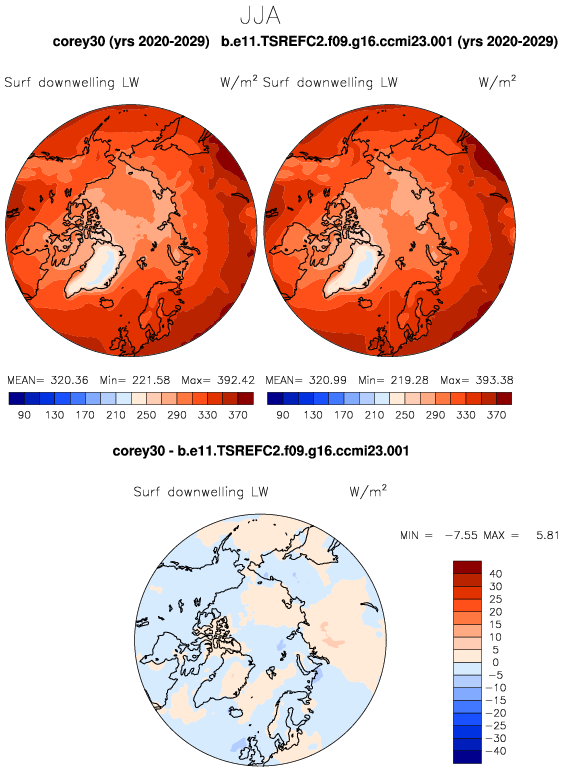 JJA
corey30 (yrs 2020-2029) b.e11.TSREFC2.f09.g16.ccmi23.001 (yrs 2020-2029)
Surf downwelling LW W/m² Surf downwelling LW W/m²
MEAN= 320.36 Min= 221.58 Max= 392.42 MEAN= 320.99 Min= 219.28 Max= 393.38
90 130 170 210 250 290 330 370 90 130 170 210 250 290 330 370
corey30 - b.e11.TSREFC2.f09.g16.ccmi23.001
Surf downwelling LW W/m²
MIN = -7.55 MAX = 5.81
40
30
25
20
15
10
5
0
-5
-10
-15
-20
-25
-30
-40